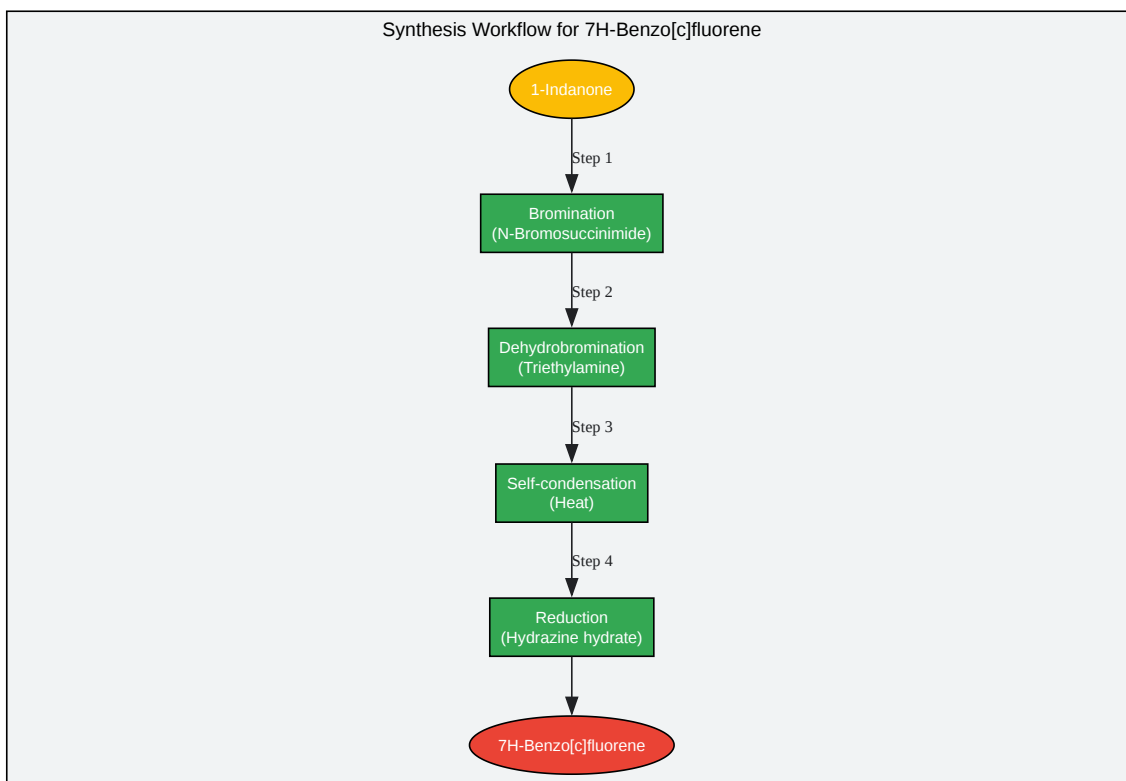 Synthesis Workflow for 7H-Benzo[c]fluorene
1-Indanone
Step 1
Bromination
(N-Bromosuccinimide)
Step 2
Dehydrobromination
(Triethylamine)
Step 3
Self-condensation
(Heat)
Step 4
Reduction
(Hydrazine hydrate)
7H-Benzo[c]fluorene